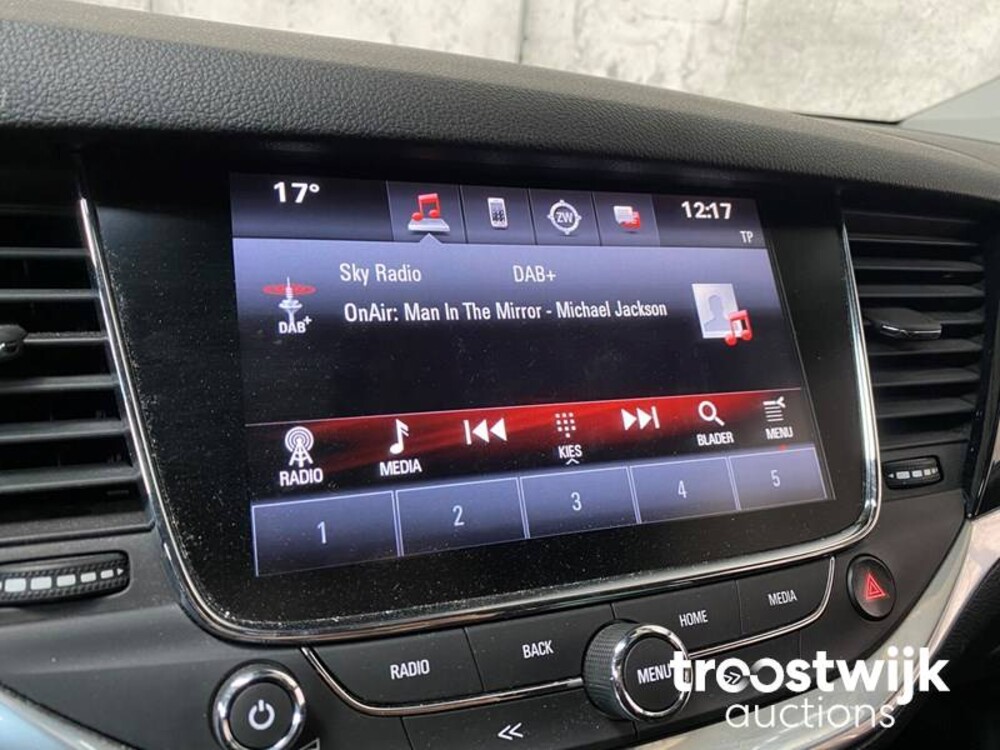 17°
ZW
12:17
TP
Sky Radio DAB+
DAB+
OnAir: Man In The Mirror - Michael Jackson
RADIO MEDIA KIES BLADER MENU
1 2 3 4 5
RADIO BACK MENU HOME MEDIA
troostwijk
auctions